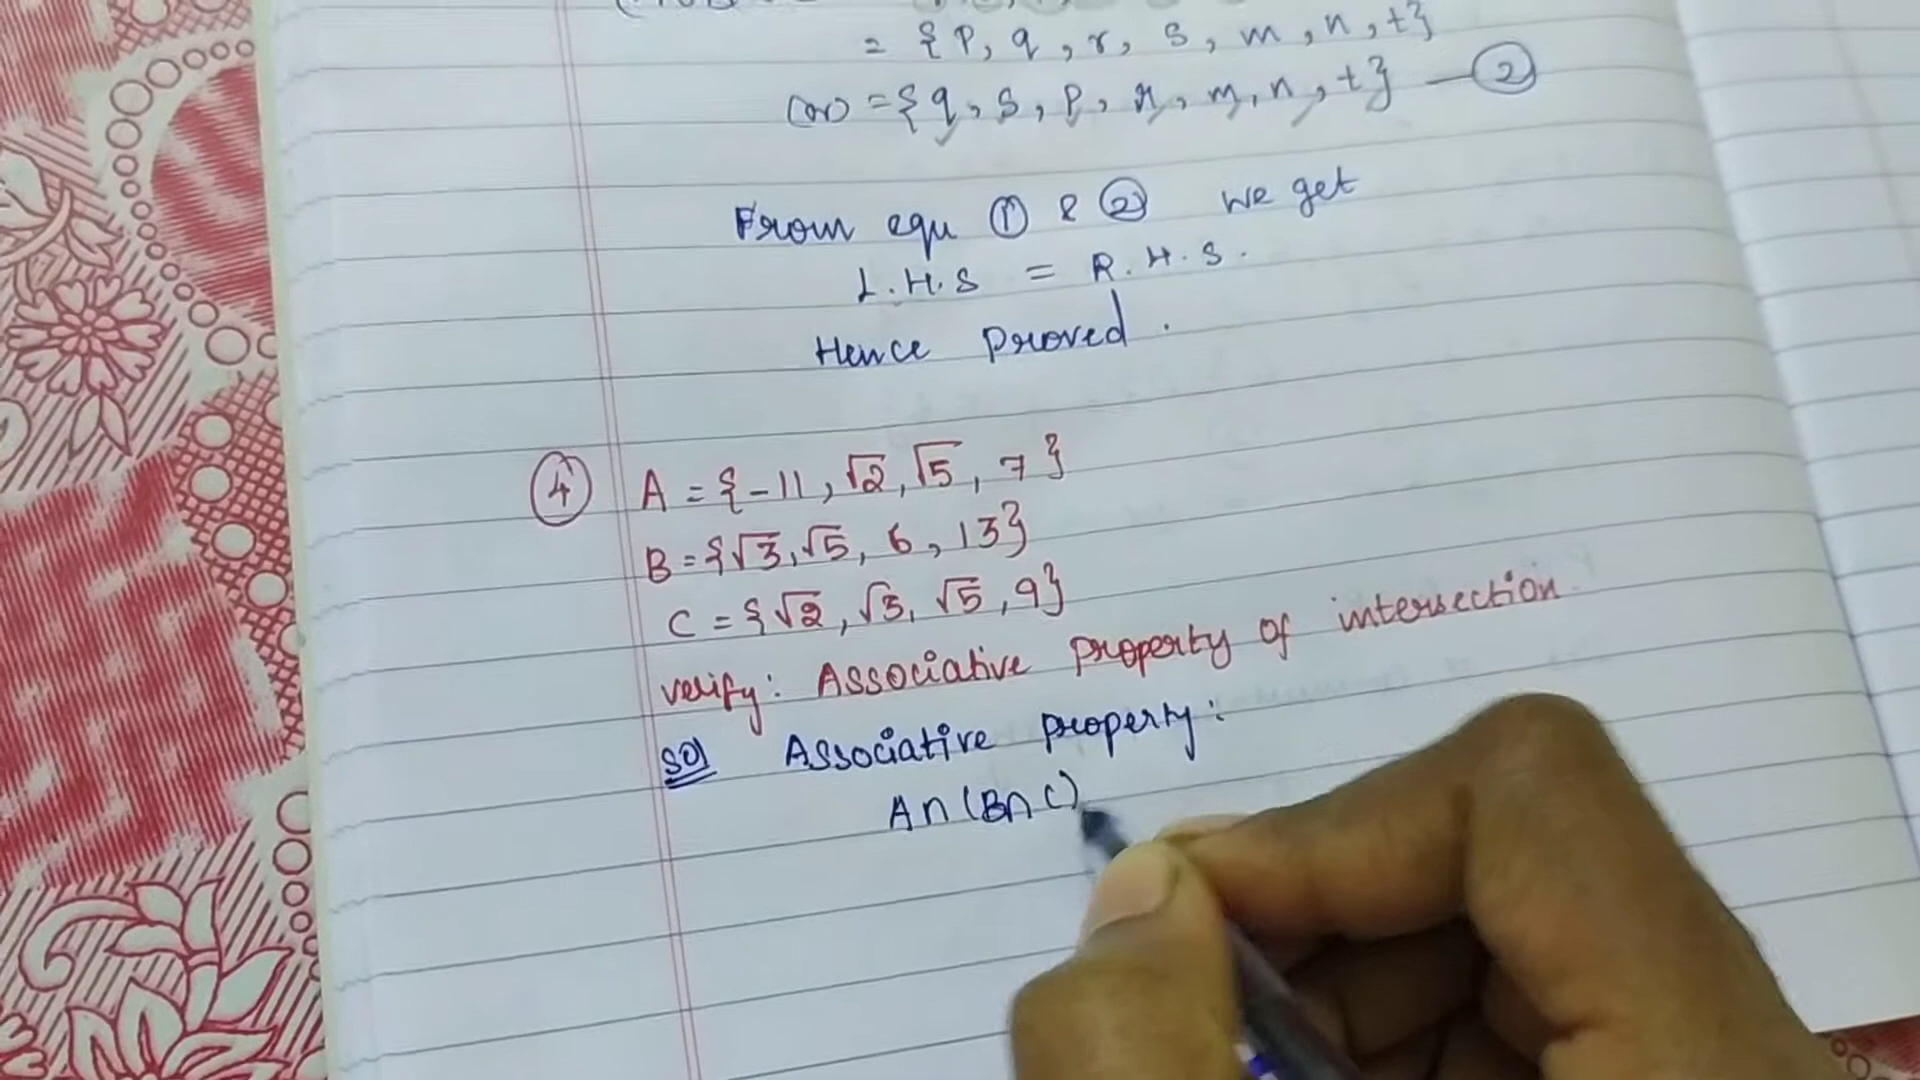 = {p, q, r, s, m, n, t}
(or) = {q, s, p, r, m, n, t} — ②
From equ ① & ② we get
L.H.S = R.H.S.
Hence proved.
④ A = {-11, √2, √5, 7}
B = {√3, √5, 6, 13}
C = {√2, √3, √5, 9}
verify: Associative property of intersection
Sol Associative property:
A∩(B∩C)